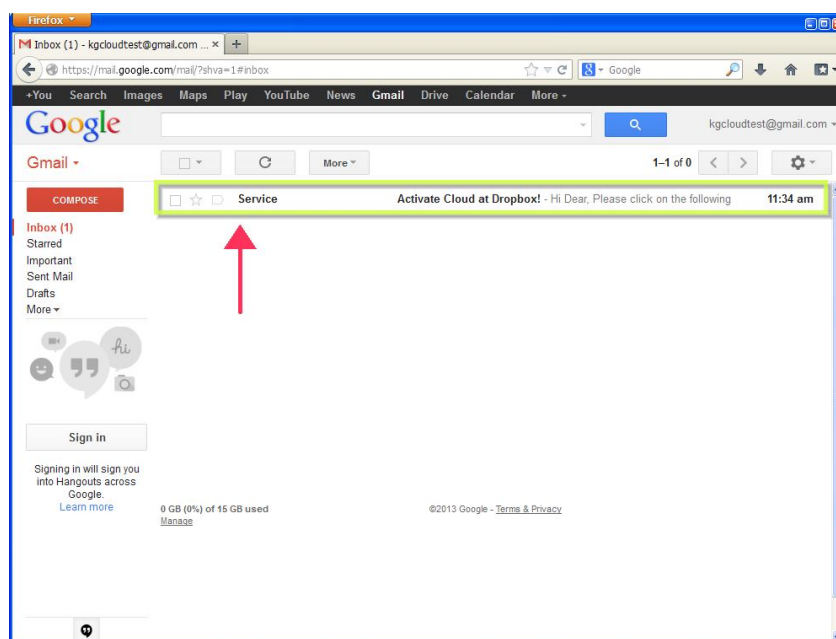 Firefox
Inbox (1) - kgcloudtest@gmail.com ... × +
https://mail.google.com/mail/?shva=1#inbox Google
+You Search Images Maps Play YouTube News Gmail Drive Calendar More
Google kgcloudtest@gmail.com
Gmail More 1–1 of 0
COMPOSE
Service Activate Cloud at Dropbox! - Hi Dear, Please click on the following 11:34 am
Inbox (1)
Starred
Important
Sent Mail
Drafts
More
hi
Sign in
Signing in will sign you
into Hangouts across
Google.
Learn more
0 GB (0%) of 15 GB used
Manage
©2013 Google - Terms & Privacy